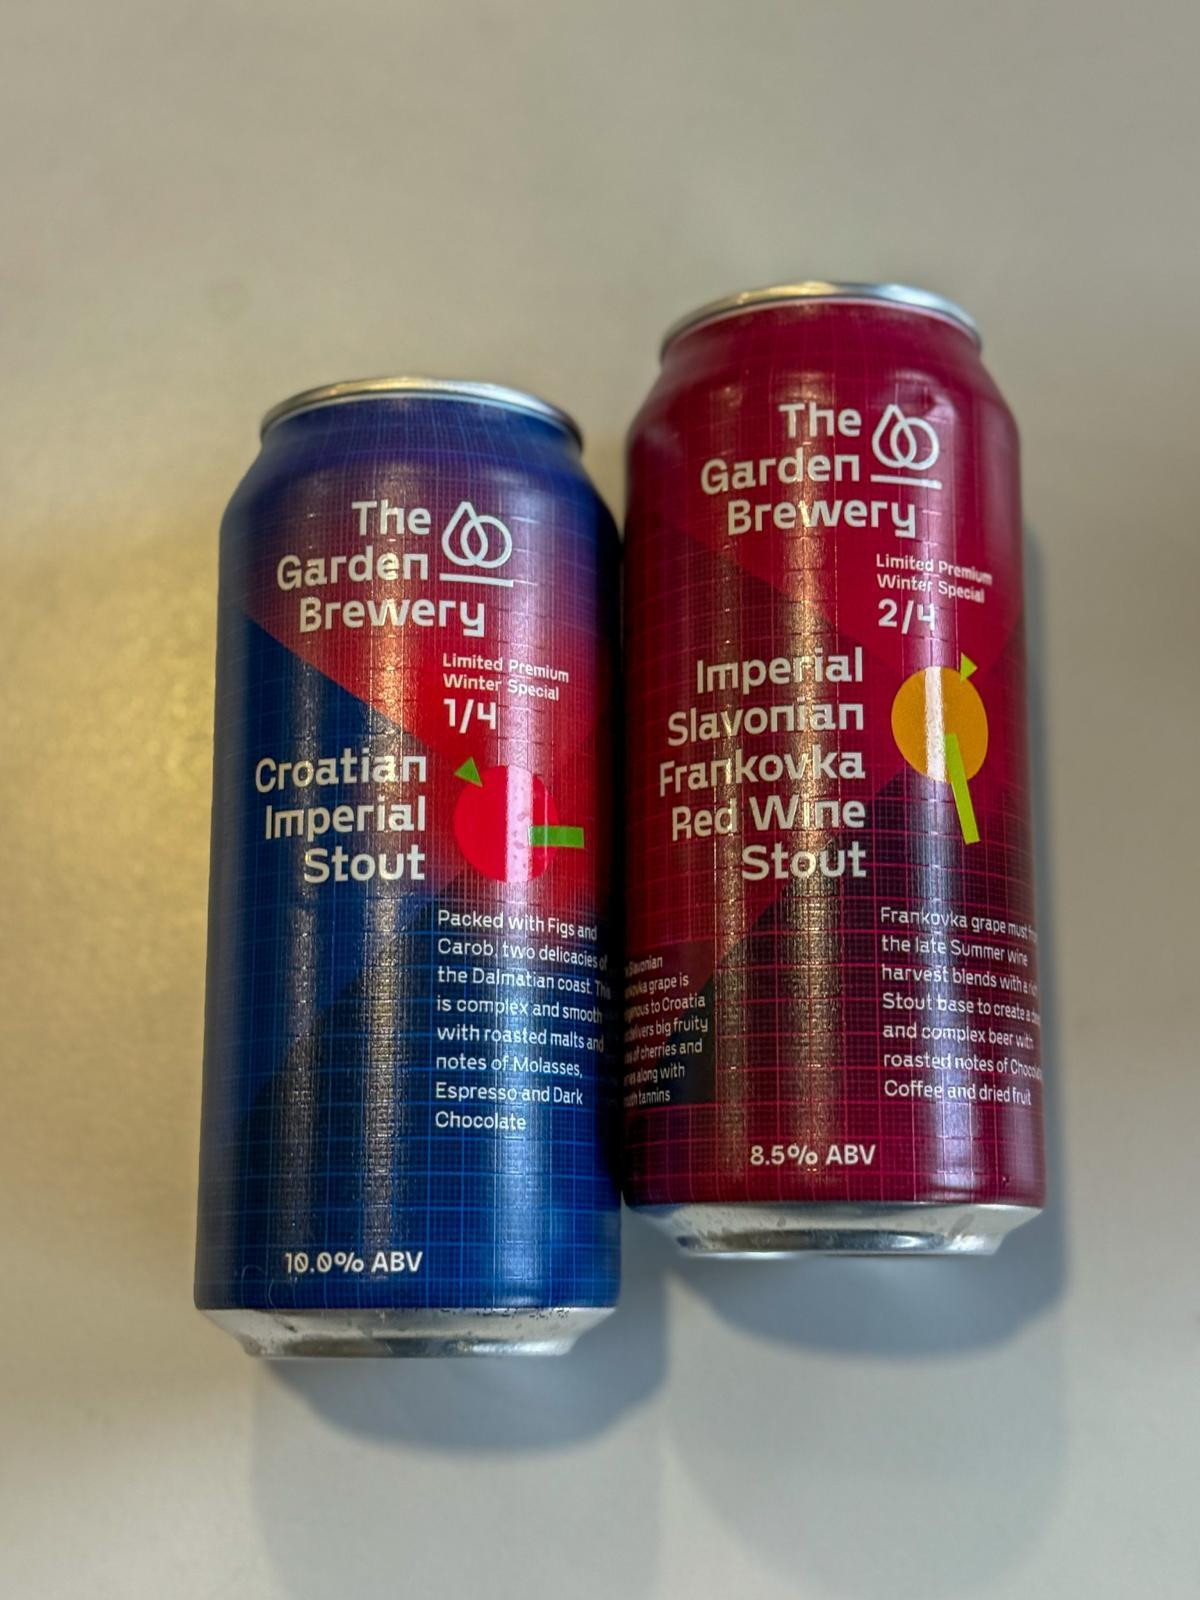 The
Garden
Brewery
Limited Premium
Winter Special
1/4
Croatian
Imperial
Stout
Packed with Figs and
Carob, two delicacies of
the Dalmatian coast. This
is complex and smooth
with roasted malts and
notes of Molasses,
Espresso and Dark
Chocolate
10.0% ABV
The
Garden
Brewery
Limited Premium
Winter Special
2/4
Imperial
Slavonian
Frankovka
Red Wine
Stout
Slavonian
grape is
to Croatia
big fruity
of cherries and
along with
tannins
Frankovka grape must
the late Summer wine
harvest blends with a
Stout base to create a
and complex beer with
roasted notes of
Coffee and dried fruit
8.5% ABV